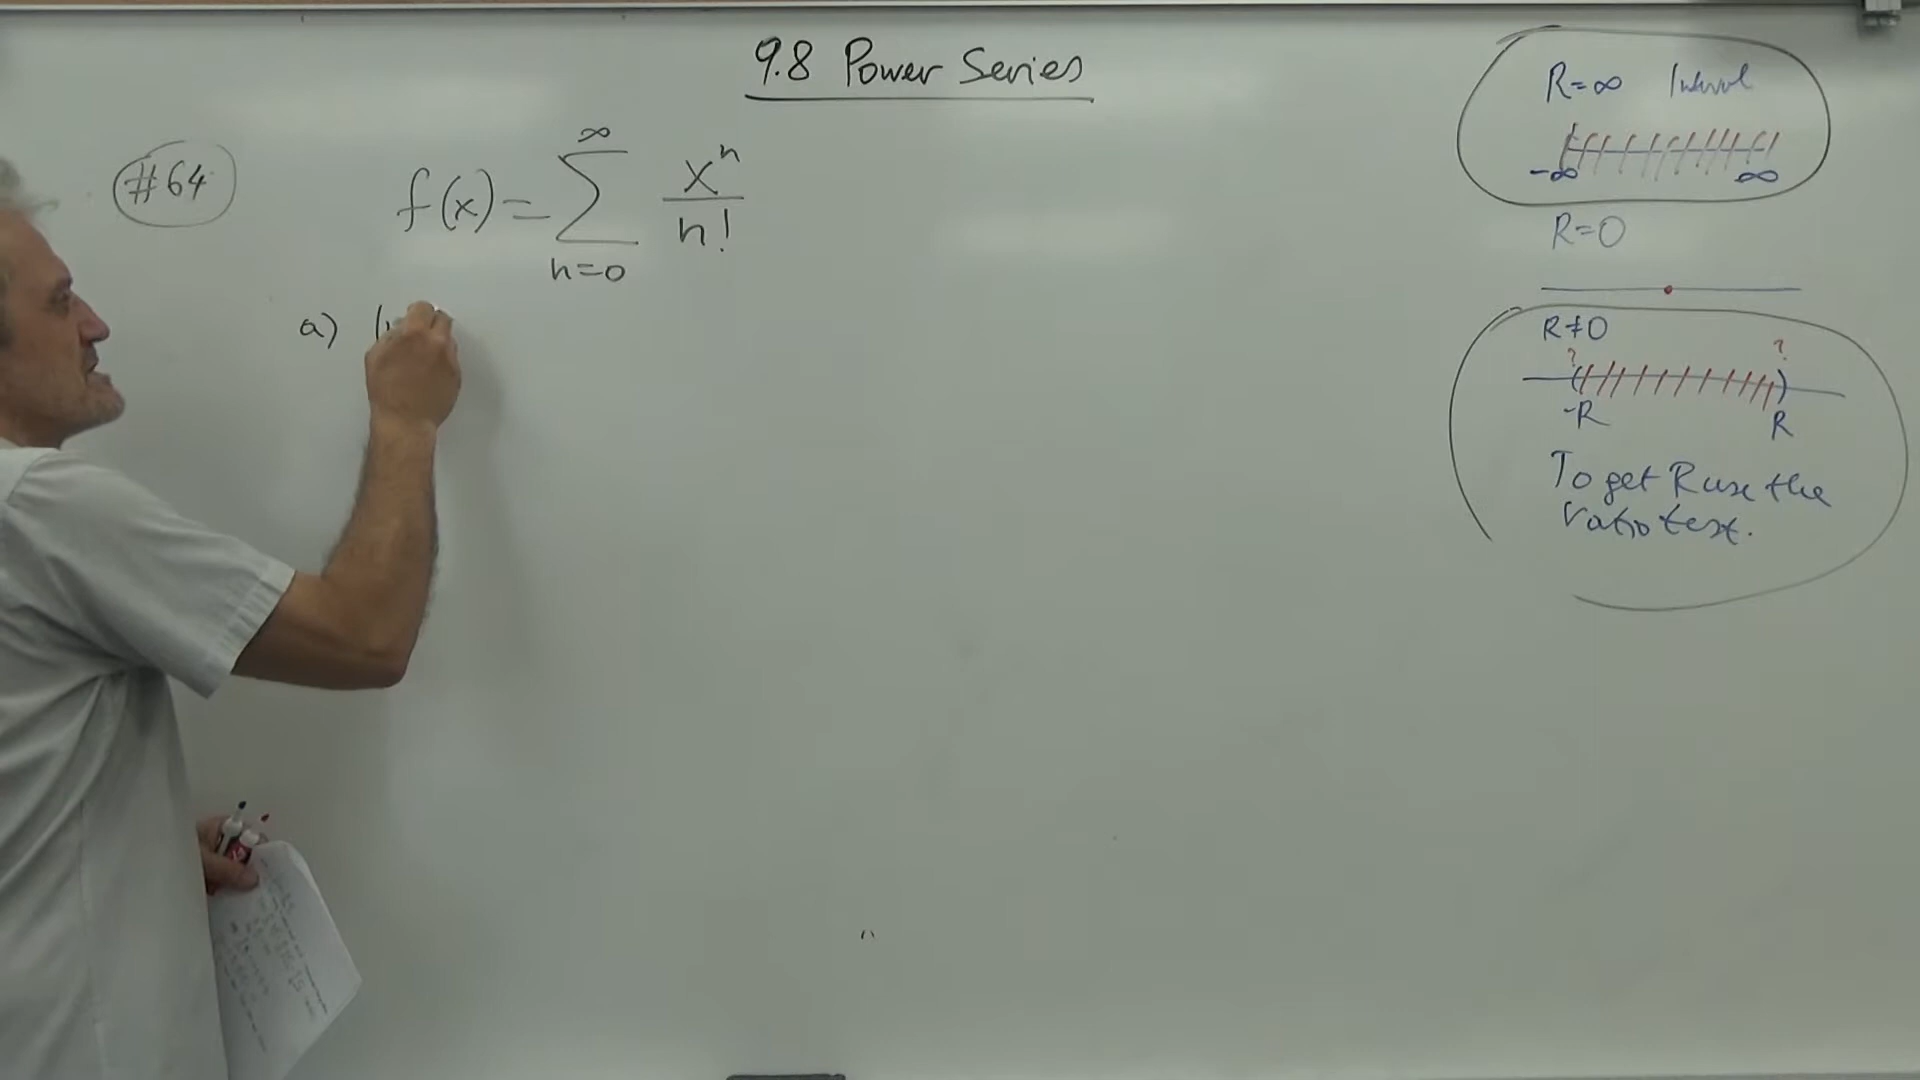 9.8 Power Series
#64
f(x) = ∞ Σ n=0 xⁿ / n!
a)
R=∞ Interval
-∞ ∞
R=0
R≠0
? ?
-R R
To get R use the
ratio test.